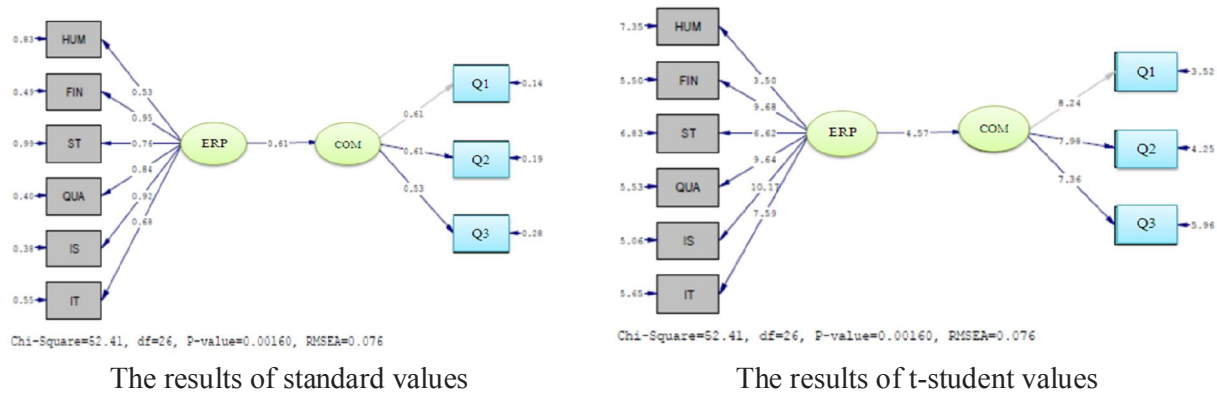 0.83 HUM
0.49 FIN
0.99 ST
0.40 QUA
0.38 IS
0.55 IT
0.53
0.95
0.76
0.84
0.92
0.68
ERP
0.61
COM
0.61
0.61
0.53
Q1 0.14
Q2 0.19
Q3 0.28
Chi-Square=52.41, df=26, P-value=0.00160, RMSEA=0.076
The results of standard values
7.35 HUM
5.50 FIN
6.83 ST
5.53 QUA
5.06 IS
5.65 IT
3.50
9.68
6.62
9.64
10.17
7.59
ERP
4.57
COM
8.24
7.98
7.36
Q1 3.52
Q2 4.25
Q3 5.96
Chi-Square=52.41, df=26, P-value=0.00160, RMSEA=0.076
The results of t-student values